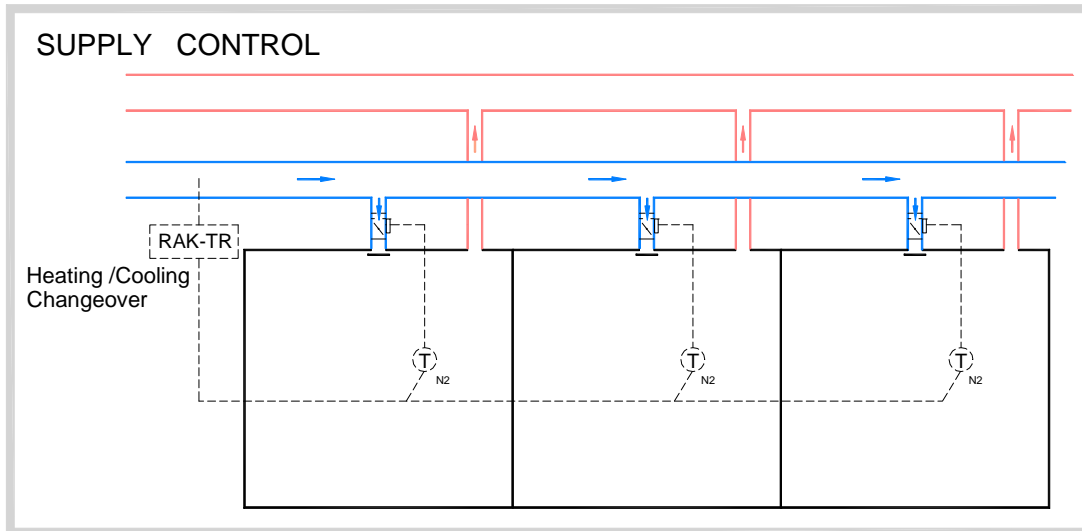 SUPPLY CONTROL
RAK-TR
Heating /Cooling
Changeover
T
N2
T
N2
T
N2